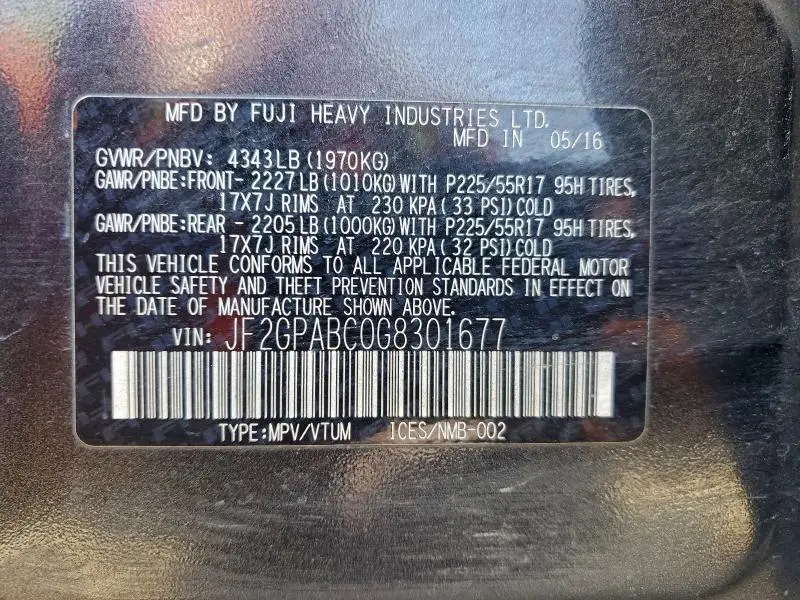 MFD BY FUJI HEAVY INDUSTRIES LTD.
MFD IN 05/16
GVWR/PNBV: 4343LB (1970KG)
GAWR/PNBE:FRONT- 2227LB (1010KG) WITH P225/55R17 95H TIRES,
17X7J RIMS AT 230 KPA (33 PSI) COLD
GAWR/PNBE:REAR - 2205LB (1000KG) WITH P225/55R17 95H TIRES,
17X7J RIMS AT 220 KPA (32 PSI) COLD
THIS VEHICLE CONFORMS TO ALL APPLICABLE FEDERAL MOTOR
VEHICLE SAFETY AND THEFT PREVENTION STANDARDS IN EFFECT ON
THE DATE OF MANUFACTURE SHOWN ABOVE.
VIN: JF2GPABC0G8301677
TYPE:MPV/VTUM ICES/NMB-002